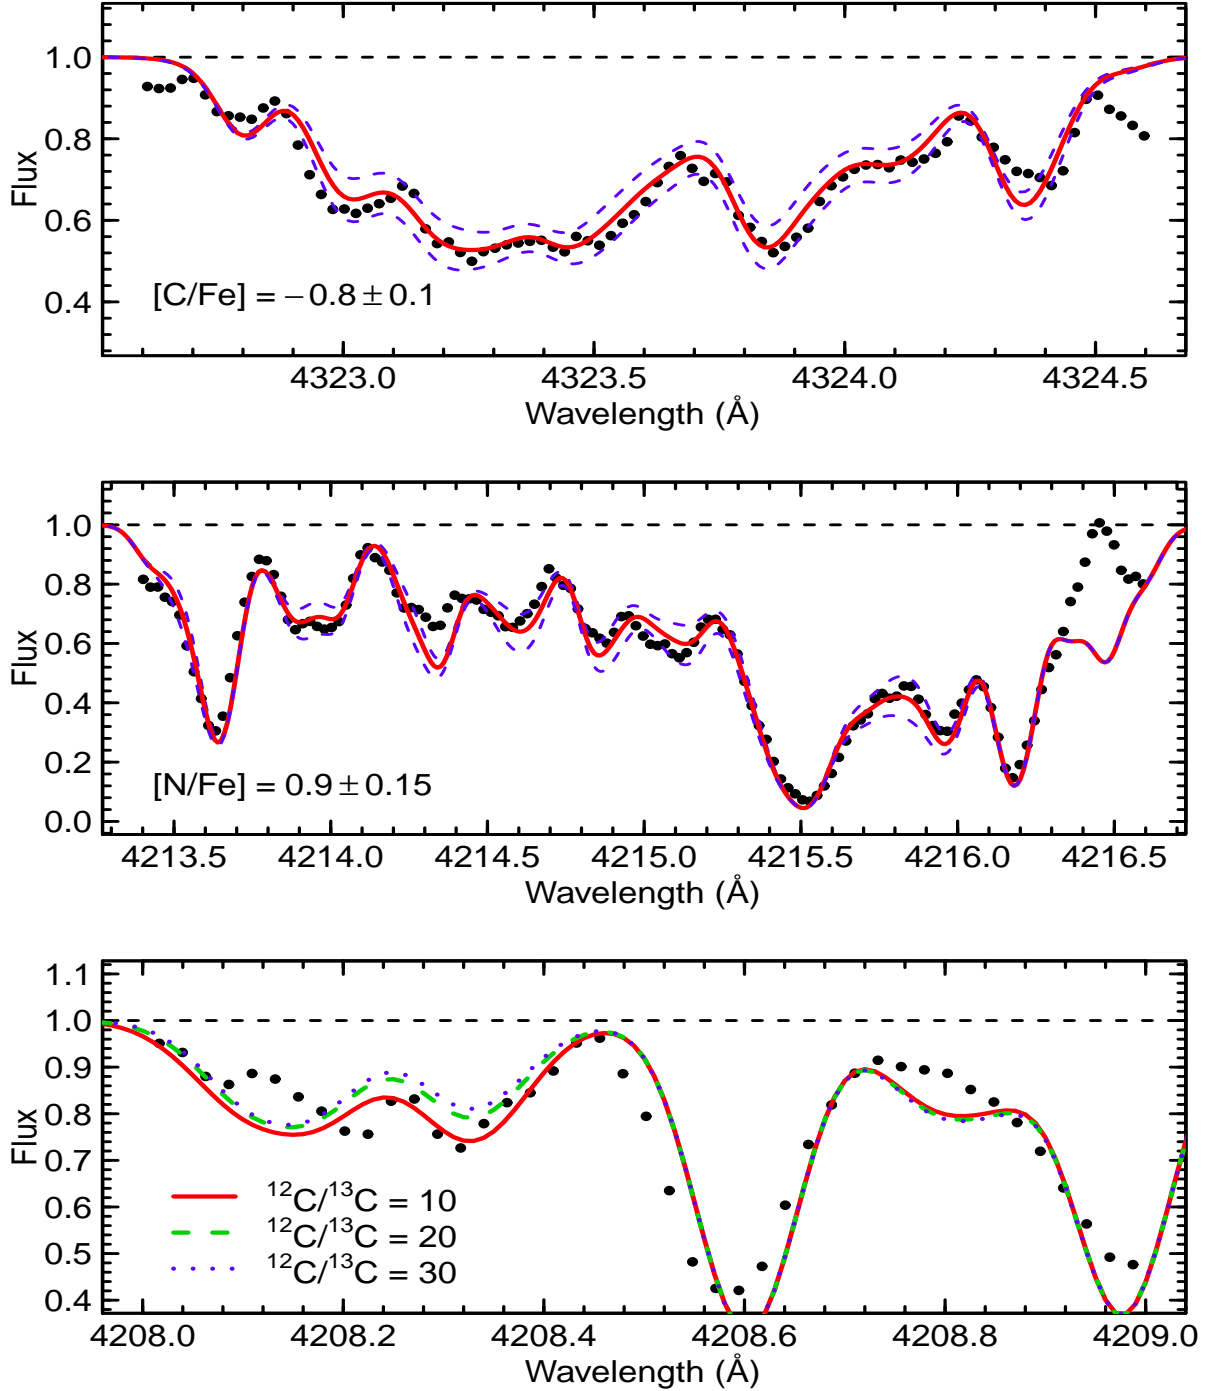 1.0
0.8
0.6
0.4
Flux
[C/Fe] = −0.8 ± 0.1
4323.0 4323.5 4324.0 4324.5
Wavelength (Å)
1.0
0.8
0.6
0.4
0.2
0.0
Flux
[N/Fe] = 0.9 ± 0.15
4213.5 4214.0 4214.5 4215.0 4215.5 4216.0 4216.5
Wavelength (Å)
1.1
1.0
0.9
0.8
0.7
0.6
0.5
0.4
Flux
¹²C/¹³C = 10
¹²C/¹³C = 20
¹²C/¹³C = 30
4208.0 4208.2 4208.4 4208.6 4208.8 4209.0
Wavelength (Å)